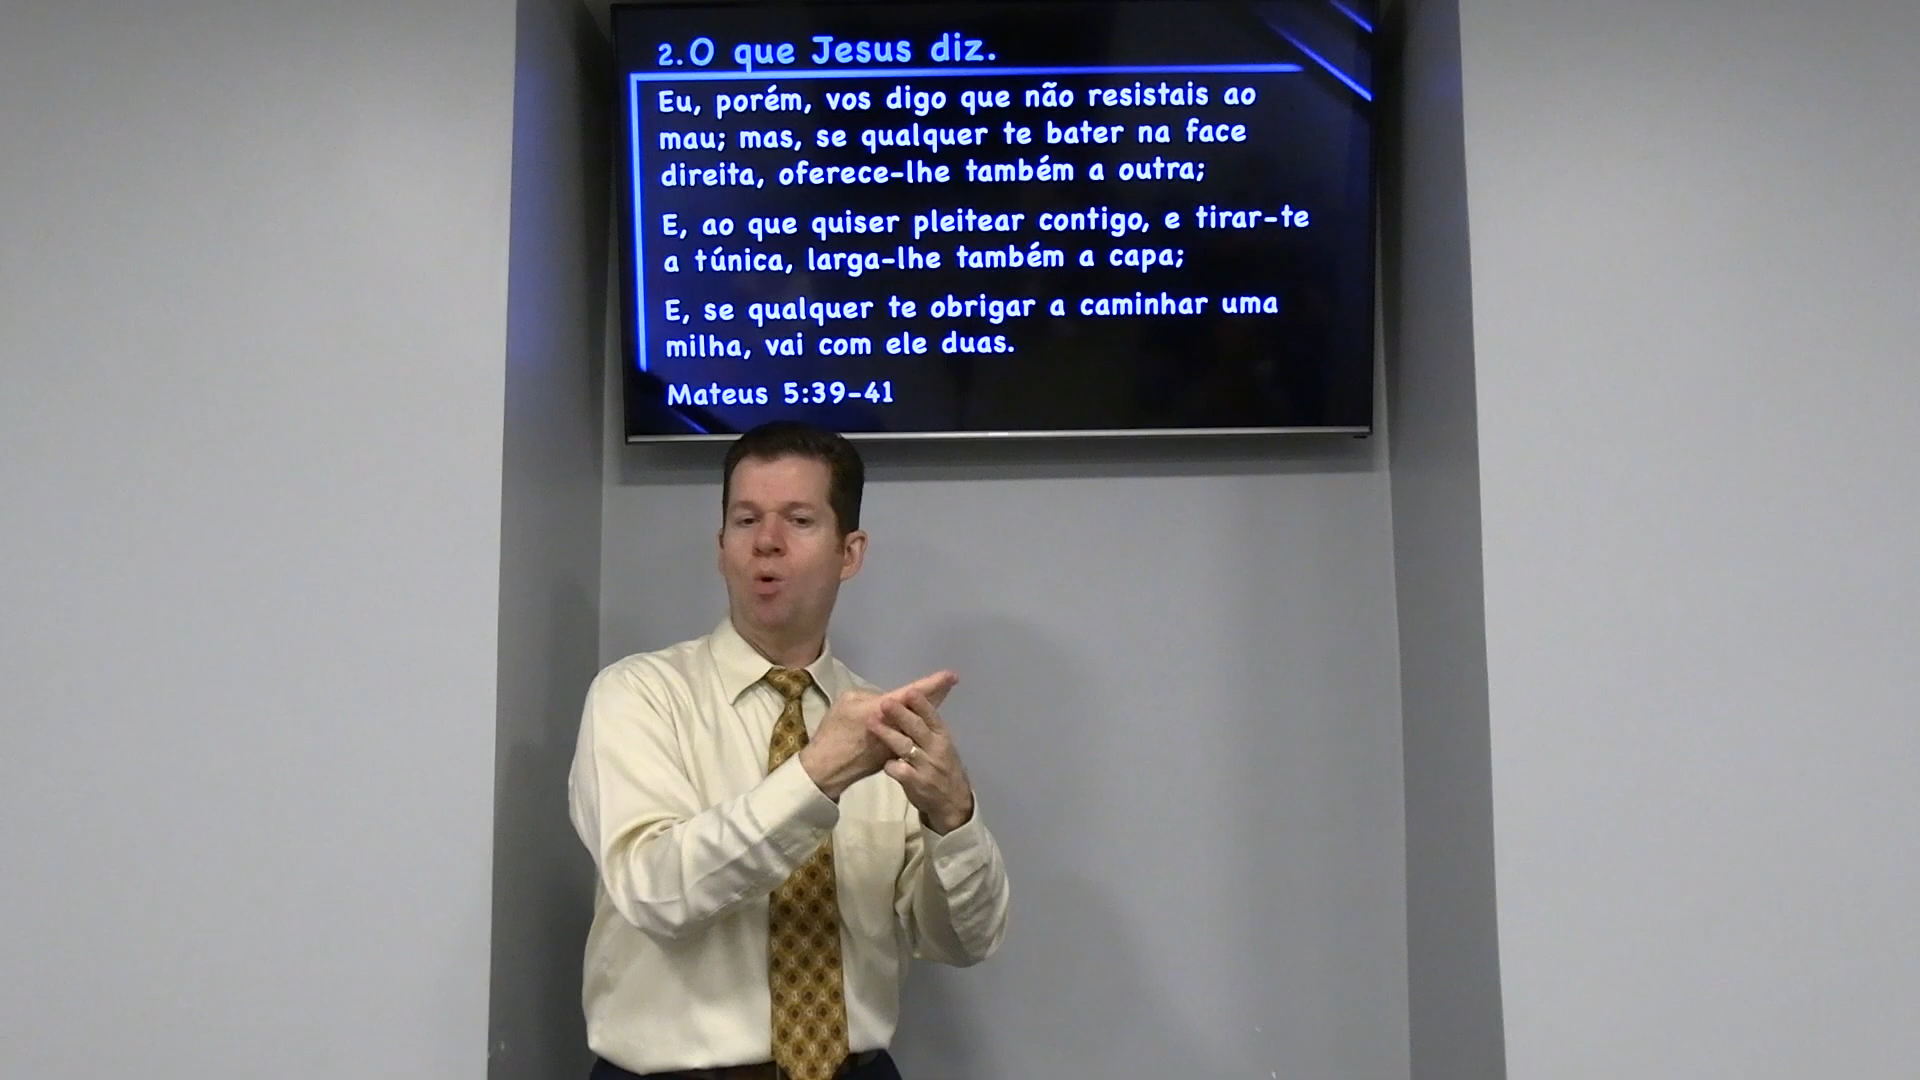 2. O que Jesus diz.
Eu, porém, vos digo que não resistais ao
mau; mas, se qualquer te bater na face
direita, oferece-lhe também a outra;
E, ao que quiser pleitear contigo, e tirar-te
a túnica, larga-lhe também a capa;
E, se qualquer te obrigar a caminhar uma
milha, vai com ele duas.
Mateus 5:39-41